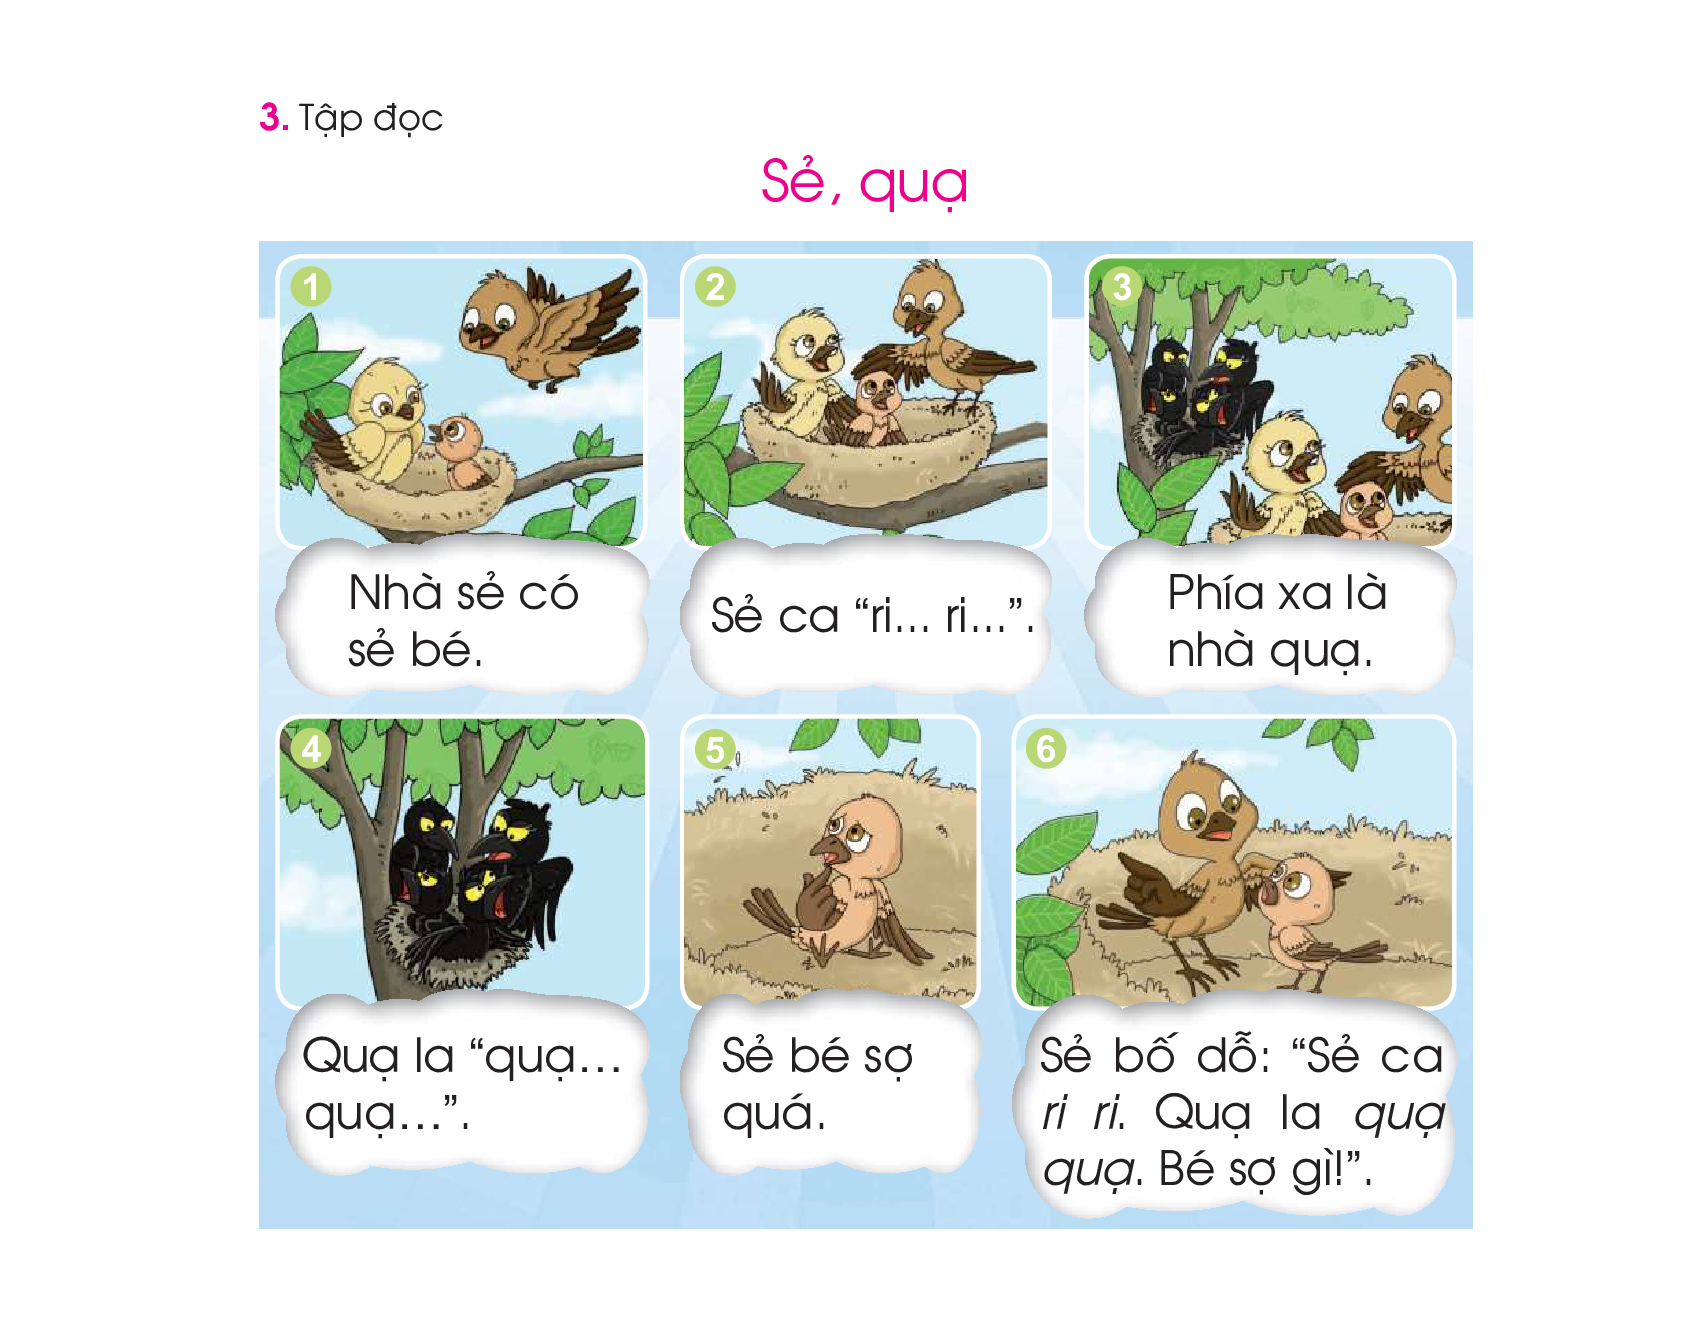 3. Tập đọc
Sẻ, quạ
1
Nhà sẻ có
sẻ bé.
2
Sẻ ca “ri... ri...”.
3
Phía xa là
nhà quạ.
4
Quạ la “quạ...
quạ...”.
5
Sẻ bé sợ
quá.
6
Sẻ bố dỗ: “Sẻ ca
ri ri. Quạ la quạ
quạ. Bé sợ gì!”.